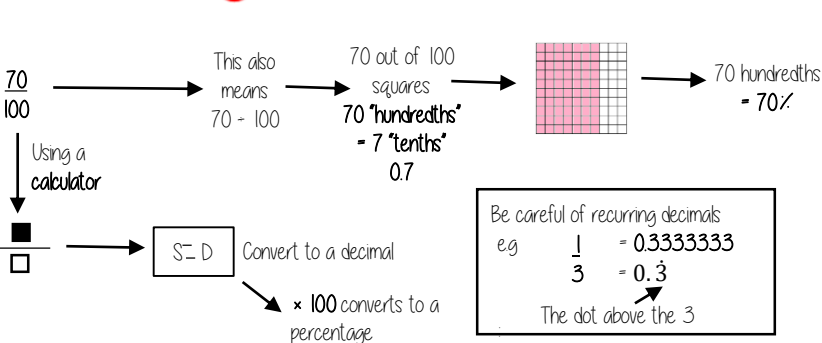 70
100
This also
means
70 ÷ 100
70 out of 100
squares
70 "hundredths"
= 7 "tenths"
0.7
70 hundredths
= 70%
Using a
calculator
S⇔D
Convert to a decimal
× 100 converts to a
percentage
Be careful of recurring decimals
eg 1/3 = 0.3333333
= 0.3̇
The dot above the 3